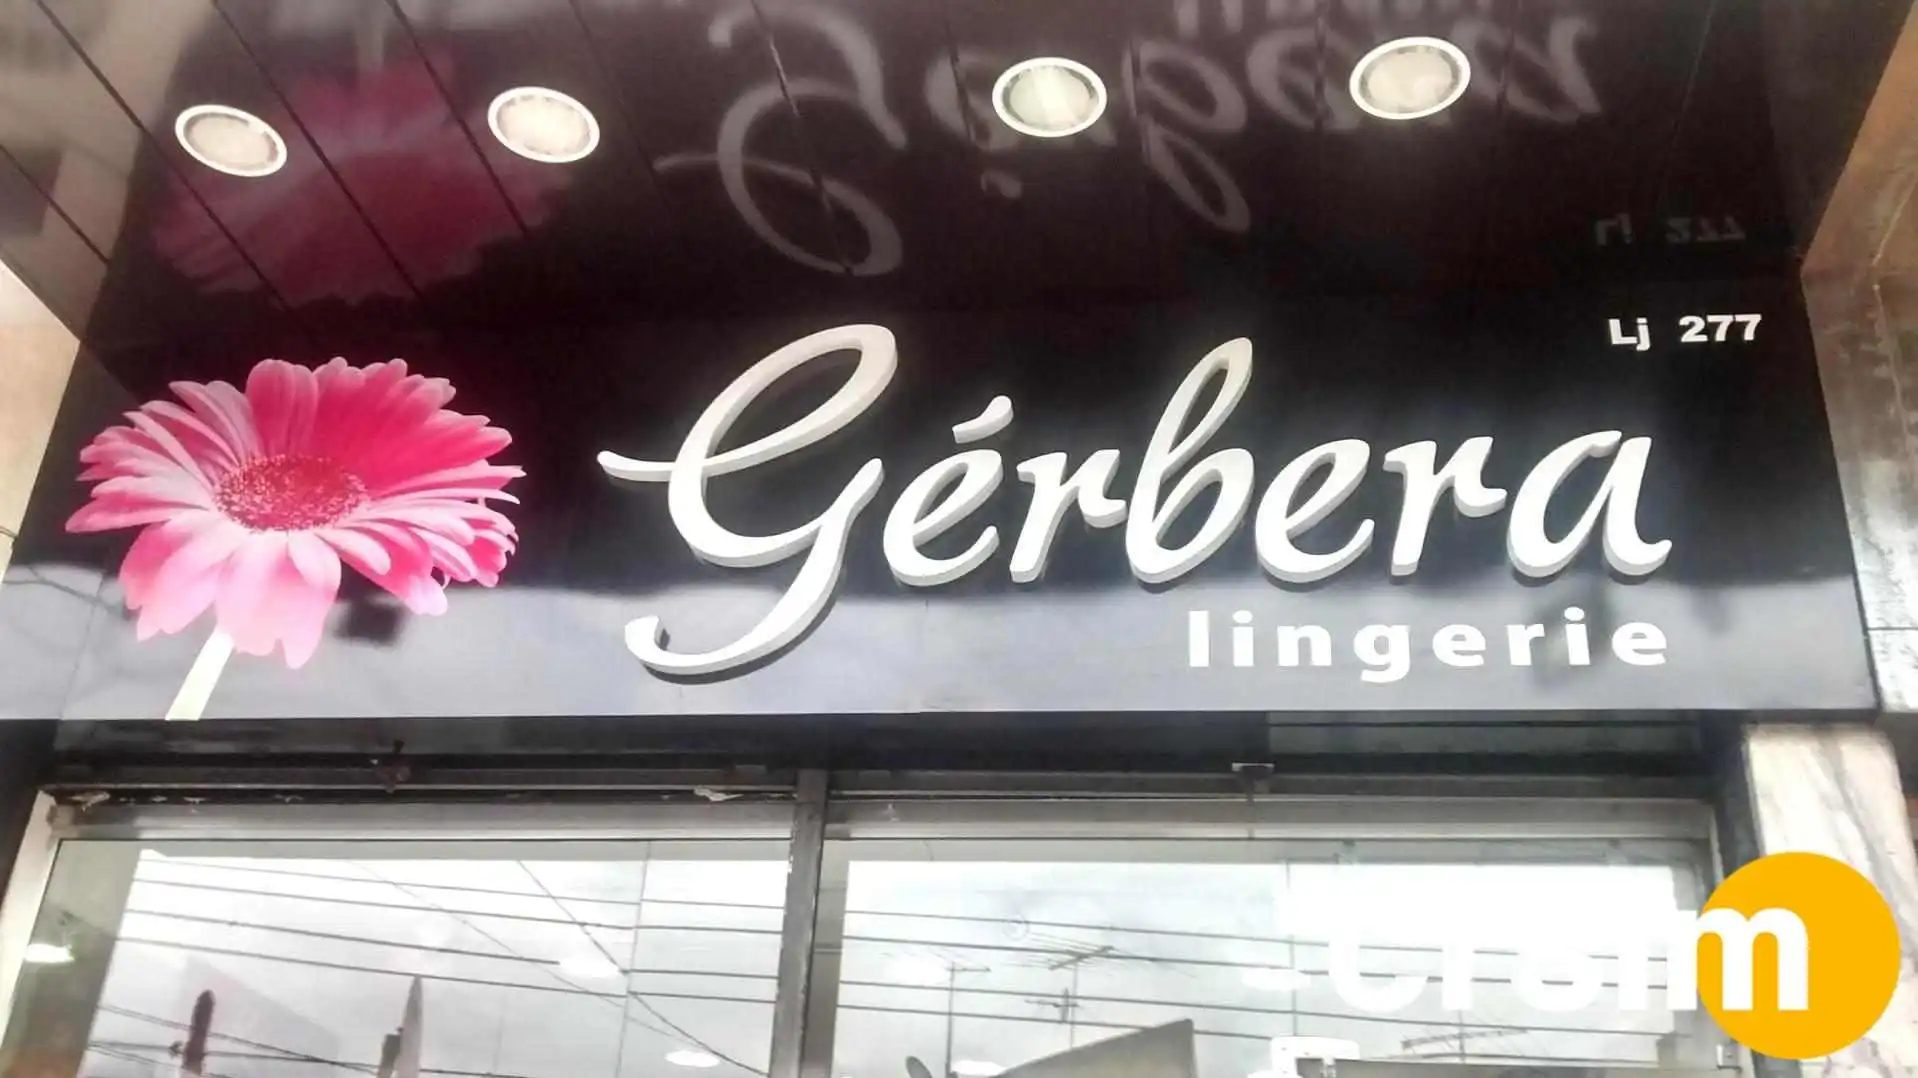 Lj 277
Gérbera
lingerie